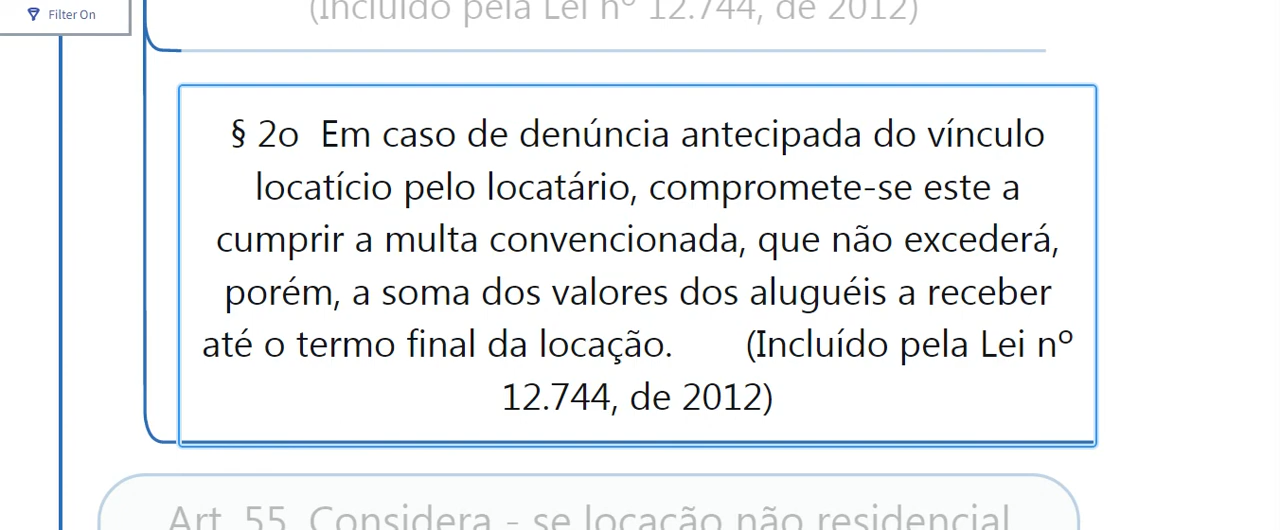 Filter On
(Incluído pela Lei nº 12.744, de 2012)
§ 2o  Em caso de denúncia antecipada do vínculo
locatício pelo locatário, compromete-se este a
cumprir a multa convencionada, que não excederá,
porém, a soma dos valores dos aluguéis a receber
até o termo final da locação.       (Incluído pela Lei nº
12.744, de 2012)
Art. 55. Considera - se locação não residencial